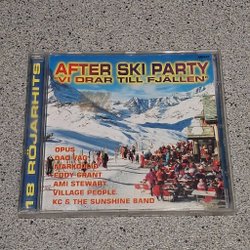 AFTER SKI PARTY
"VI DRAR TILL FJÄLLEN"
18 RÖJARHITS
OPUS
DAG VAG
MARKOOLIO
EDDY GRANT
AMI STEWART
VILLAGE PEOPLE
KC & THE SUNSHINE BAND